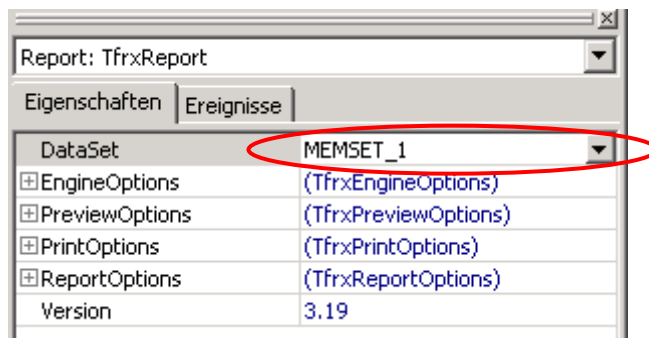 Report: TfrxReport
Eigenschaften Ereignisse
DataSet MEMSET_1
EngineOptions (TfrxEngineOptions)
PreviewOptions (TfrxPreviewOptions)
PrintOptions (TfrxPrintOptions)
ReportOptions (TfrxReportOptions)
Version 3.19